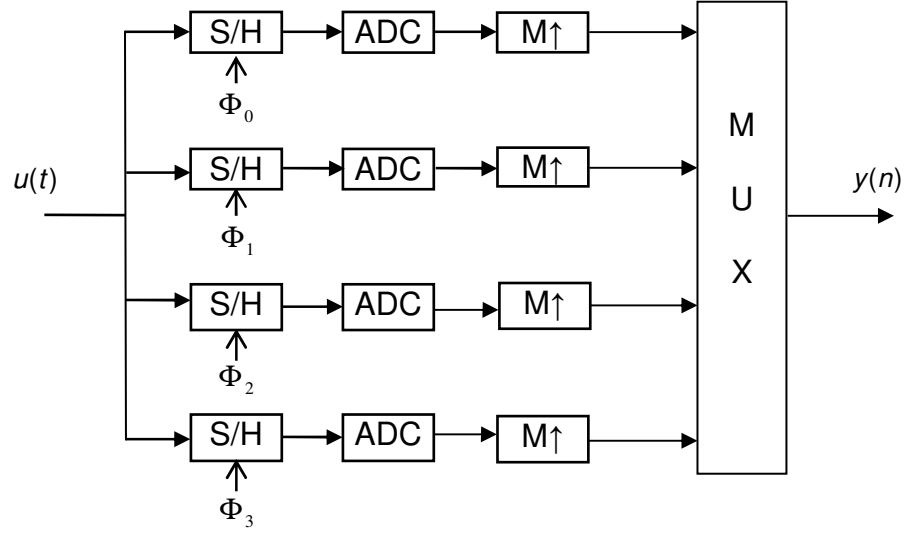 S/H ADC M↑
Φ0
S/H ADC M↑
Φ1
u(t)
S/H ADC M↑
Φ2
S/H ADC M↑
Φ3
M
U
X
y(n)